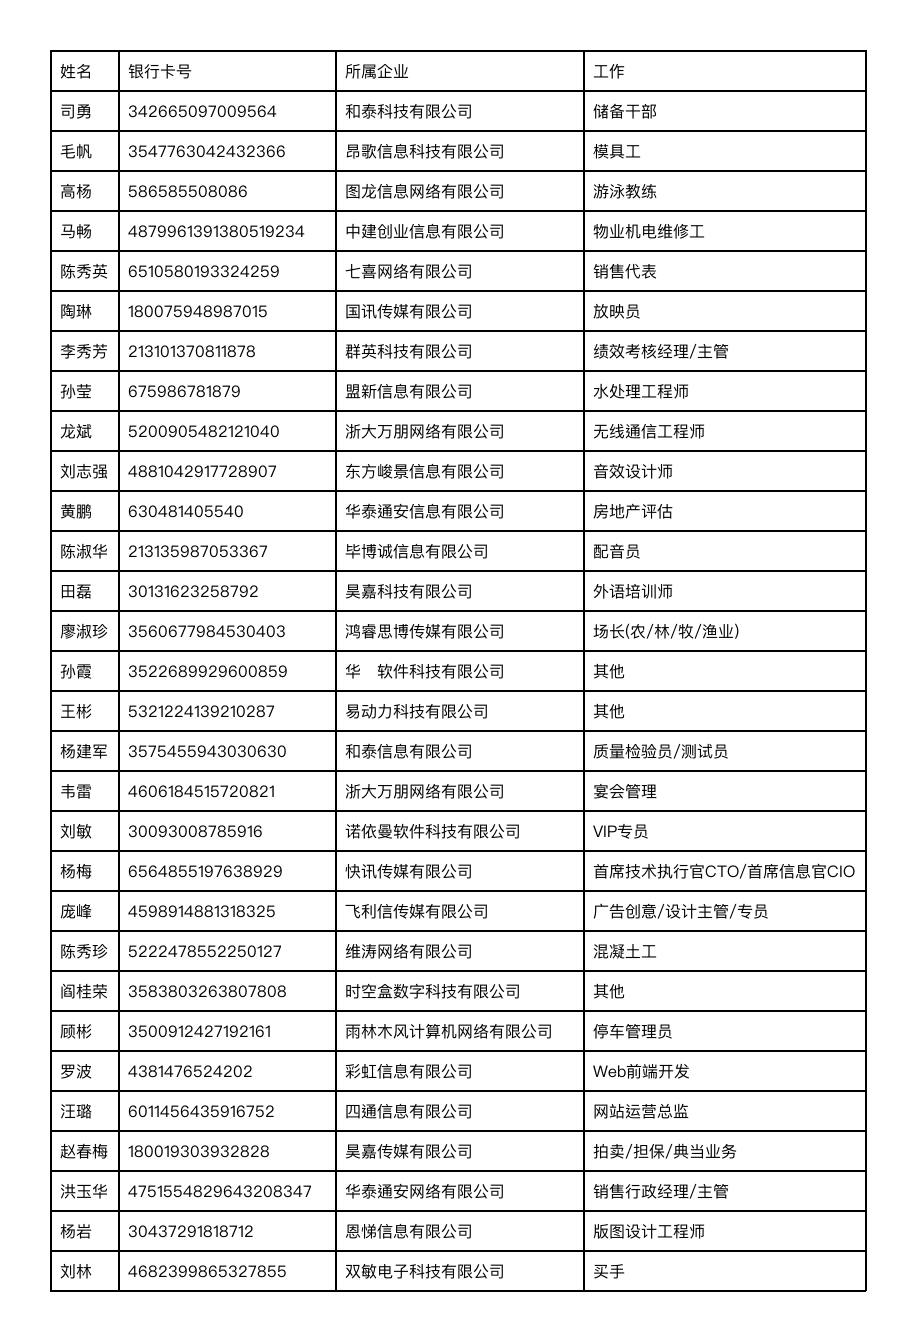 姓名 银行卡号 所属企业 工作
司勇 342665097009564 和泰科技有限公司 储备干部
毛帆 3547763042432366 昂歌信息科技有限公司 模具工
高杨 586585508086 图龙信息网络有限公司 游泳教练
马畅 4879961391380519234 中建创业信息有限公司 物业机电维修工
陈秀英 6510580193324259 七喜网络有限公司 销售代表
陶琳 180075948987015 国讯传媒有限公司 放映员
李秀芳 213101370811878 群英科技有限公司 绩效考核经理/主管
孙莹 675986781879 盟新信息有限公司 水处理工程师
龙斌 5200905482121040 浙大万朋网络有限公司 无线通信工程师
刘志强 4881042917728907 东方峻景信息有限公司 音效设计师
黄鹏 630481405540 华泰通安信息有限公司 房地产评估
陈淑华 213135987053367 毕博诚信息有限公司 配音员
田磊 30131623258792 昊嘉科技有限公司 外语培训师
廖淑珍 3560677984530403 鸿睿思博传媒有限公司 场长(农/林/牧/渔业)
孙霞 3522689929600859 华　软件科技有限公司 其他
王彬 5321224139210287 易动力科技有限公司 其他
杨建军 3575455943030630 和泰信息有限公司 质量检验员/测试员
韦雷 4606184515720821 浙大万朋网络有限公司 宴会管理
刘敏 30093008785916 诺依曼软件科技有限公司 VIP专员
杨梅 6564855197638929 快讯传媒有限公司 首席技术执行官CTO/首席信息官CIO
庞峰 4598914881318325 飞利信传媒有限公司 广告创意/设计主管/专员
陈秀珍 5222478552250127 维涛网络有限公司 混凝土工
阎桂荣 3583803263807808 时空盒数字科技有限公司 其他
顾彬 3500912427192161 雨林木风计算机网络有限公司 停车管理员
罗波 4381476524202 彩虹信息有限公司 Web前端开发
汪璐 6011456435916752 四通信息有限公司 网站运营总监
赵春梅 180019303932828 昊嘉传媒有限公司 拍卖/担保/典当业务
洪玉华 4751554829643208347 华泰通安网络有限公司 销售行政经理/主管
杨岩 30437291818712 恩悌信息有限公司 版图设计工程师
刘林 4682399865327855 双敏电子科技有限公司 买手